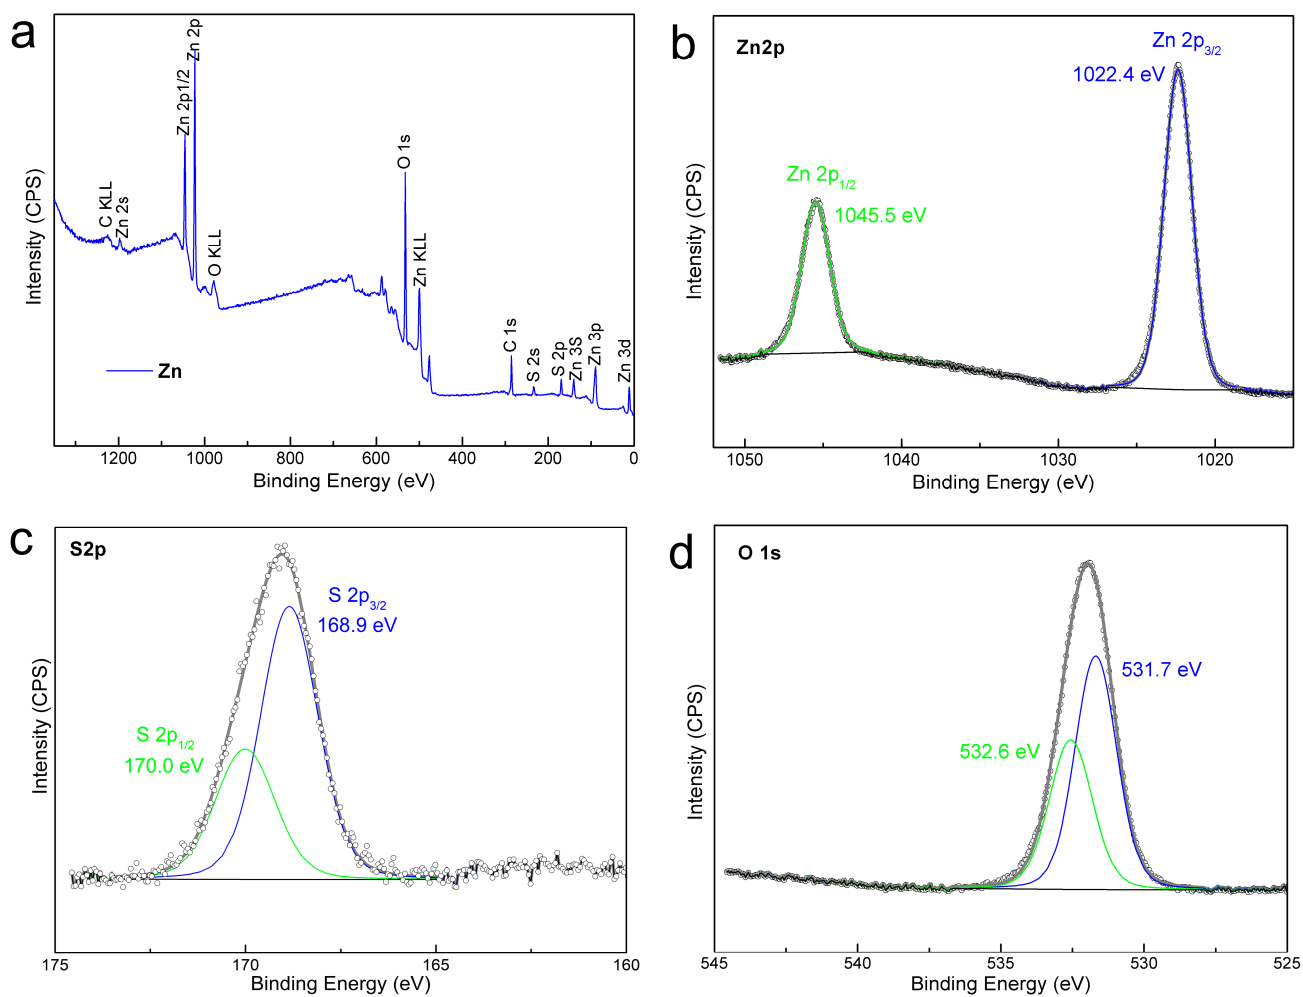 a
C KLL
Zn 2s
Zn 2p1/2
Zn 2p
O KLL
O 1s
Zn KLL
C 1s
S 2s
S 2p
Zn 3S
Zn 3p
Zn 3d
Zn
Intensity (CPS)
1200 1000 800 600 400 200 0
Binding Energy (eV)
b
Zn2p
Zn 2p3/2
1022.4 eV
Zn 2p1/2
1045.5 eV
Intensity (CPS)
1050 1040 1030 1020
Binding Energy (eV)
c
S2p
S 2p3/2
168.9 eV
S 2p1/2
170.0 eV
Intensity (CPS)
175 170 165 160
Binding Energy (eV)
d
O 1s
531.7 eV
532.6 eV
Intensity (CPS)
545 540 535 530 525
Binding Energy (eV)